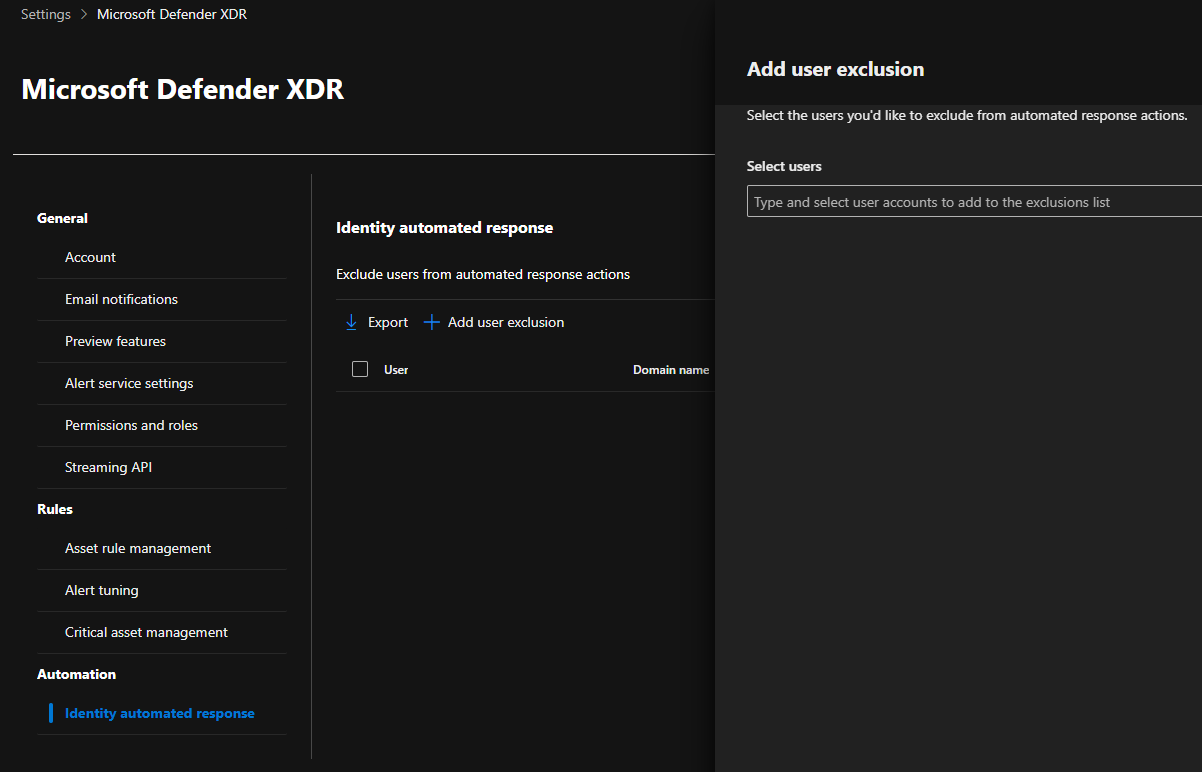 Settings > Microsoft Defender XDR
Microsoft Defender XDR
General
Account
Email notifications
Preview features
Alert service settings
Permissions and roles
Streaming API
Rules
Asset rule management
Alert tuning
Critical asset management
Automation
Identity automated response
Identity automated response
Exclude users from automated response actions
Export Add user exclusion
User Domain name
Add user exclusion
Select the users you'd like to exclude from automated response actions.
Select users
Type and select user accounts to add to the exclusions list